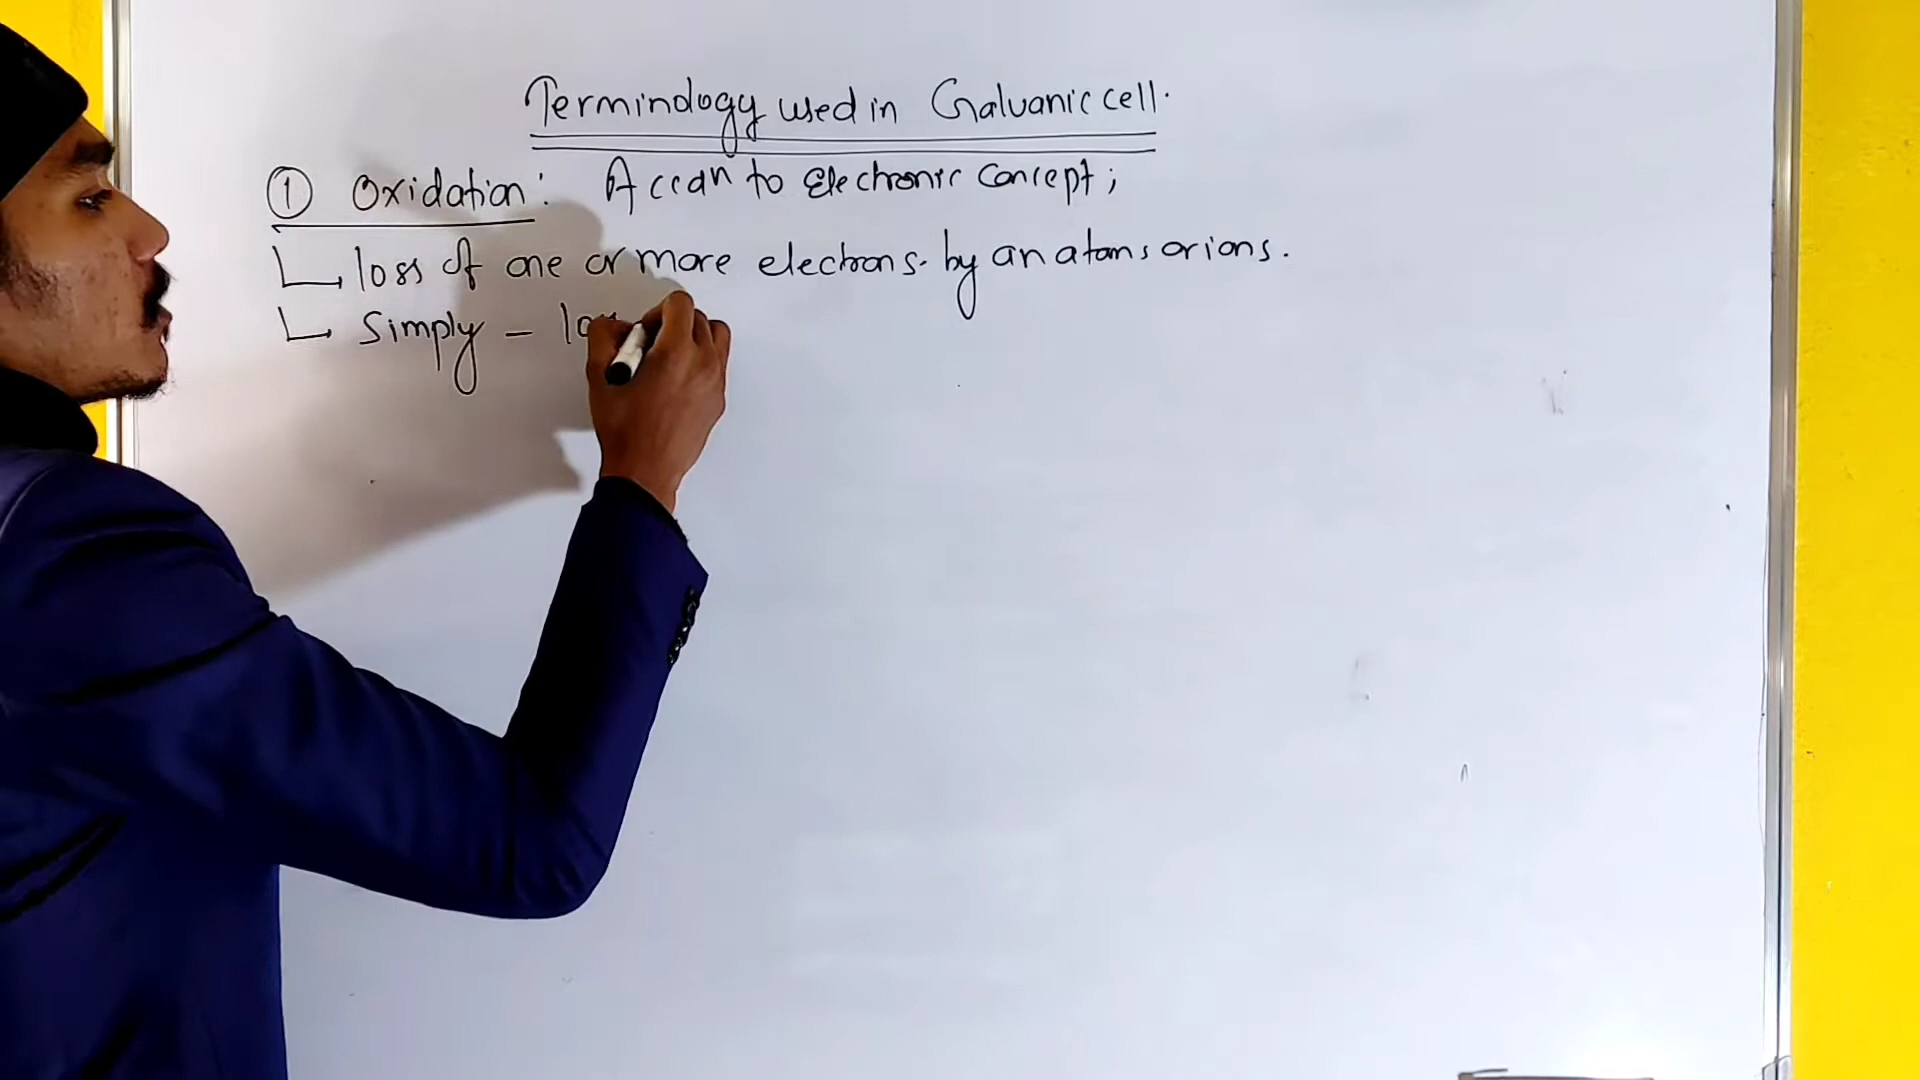 Terminology used in Galvanic cell.
① Oxidation: Accdn to Electronic Concept;
loss of one or more electrons. by an atoms or ions.
Simply –